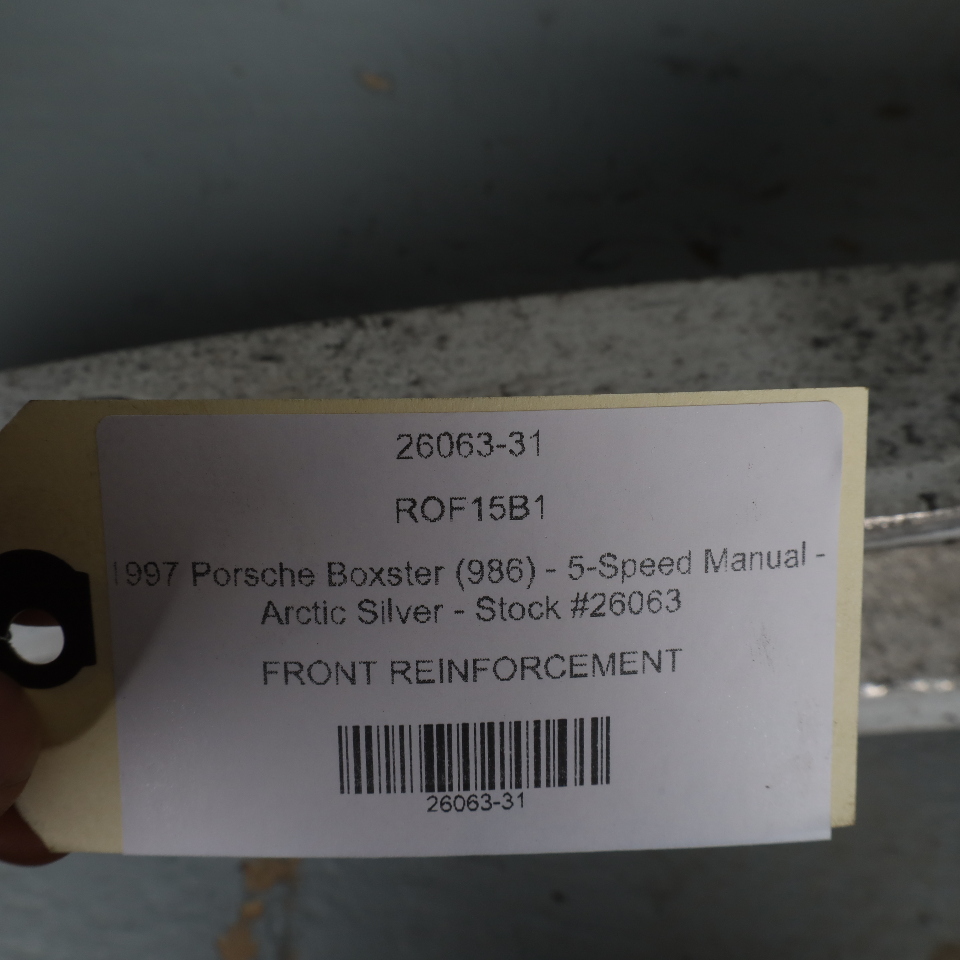 26063-31
ROF15B1
1997 Porsche Boxster (986) - 5-Speed Manual -
Arctic Silver - Stock #26063
FRONT REINFORCEMENT
26063-31